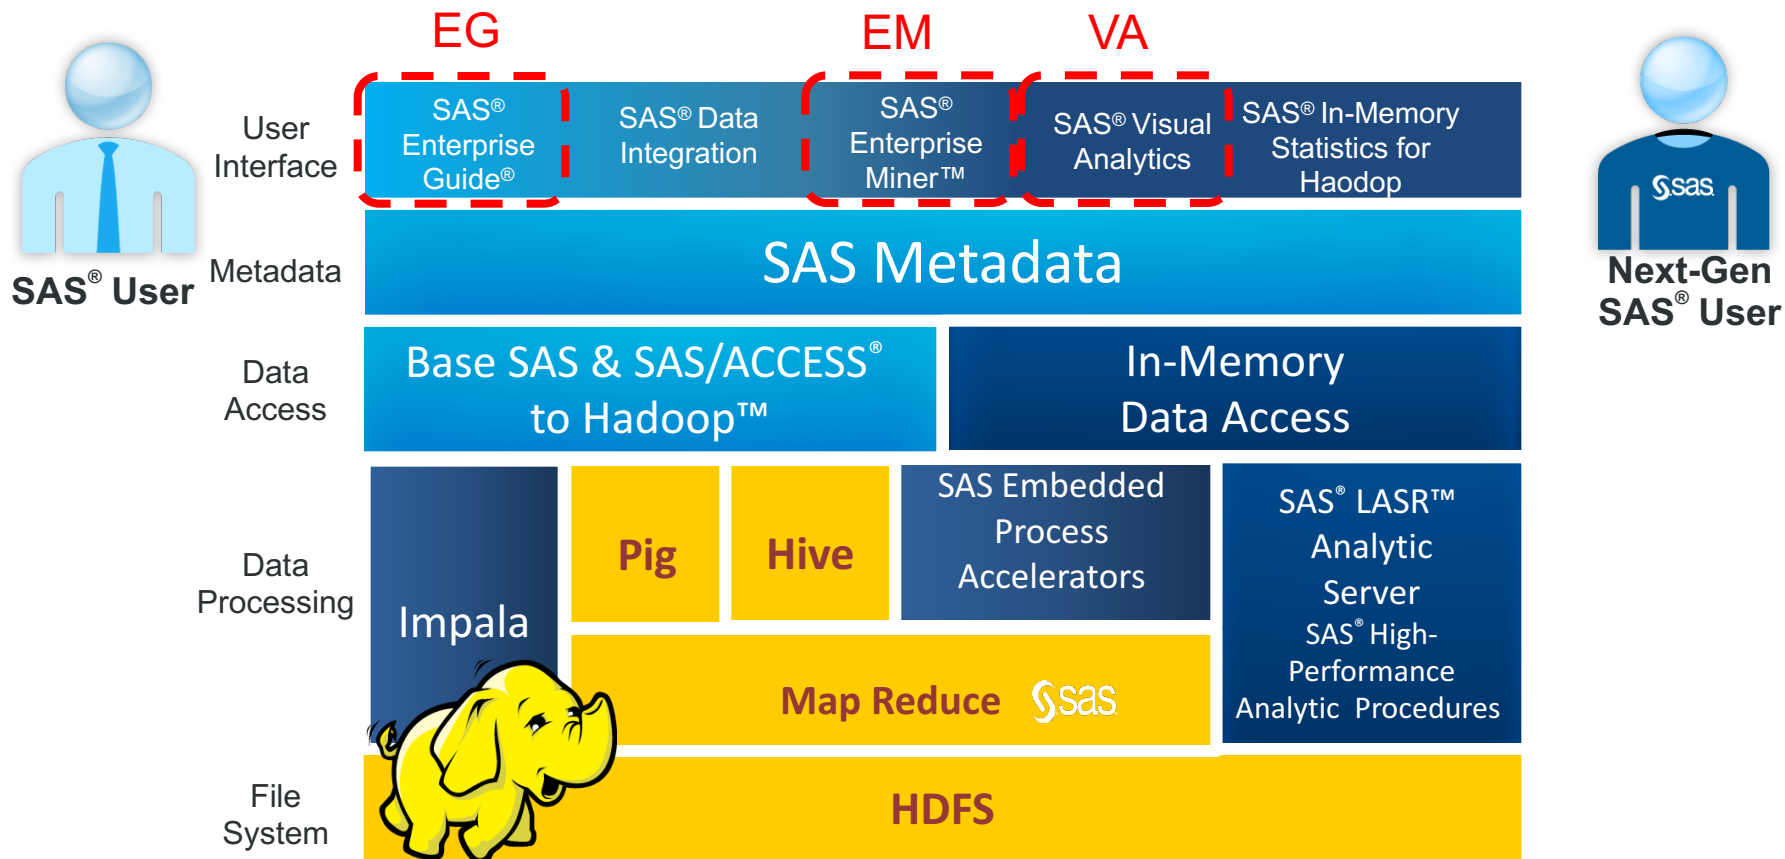 EG
EM
VA
User
Interface
SAS®
Enterprise
Guide®
SAS® Data
Integration
SAS®
Enterprise
Miner™
SAS® Visual
Analytics
SAS® In-Memory
Statistics for
Haodop
Ssas
SAS® User
Next-Gen
SAS® User
Metadata
SAS Metadata
Data
Access
Base SAS & SAS/ACCESS®
to Hadoop™
In-Memory
Data Access
Data
Processing
Impala
Pig
Hive
SAS Embedded
Process
Accelerators
SAS® LASR™
Analytic
Server
SAS® High-
Performance
Analytic Procedures
Map Reduce Ssas
File
System
HDFS